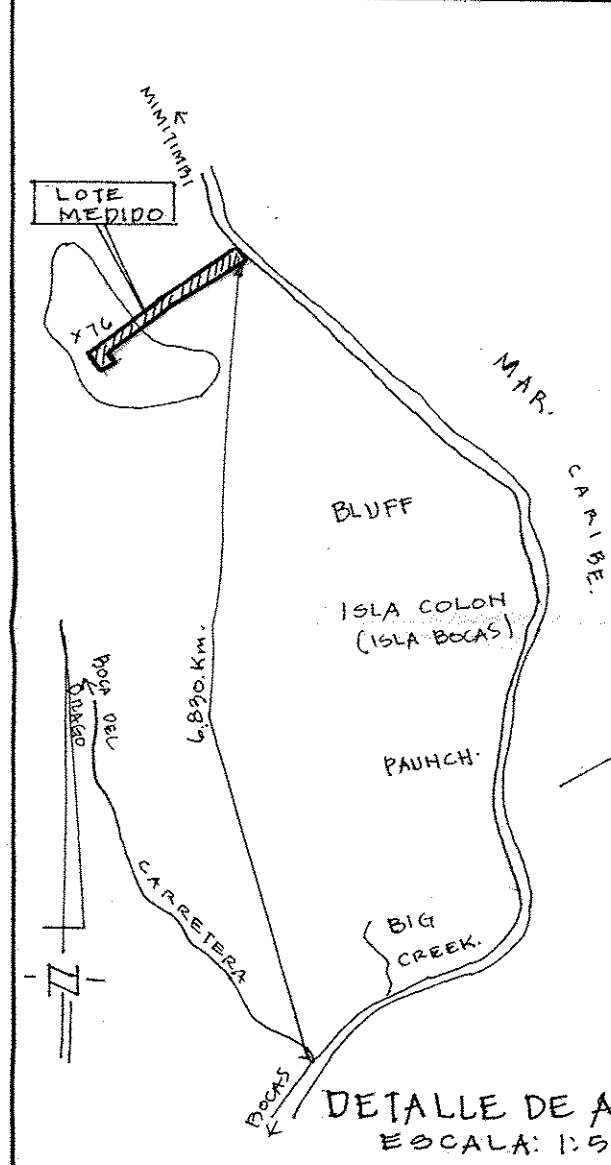 MIMITIMBI
LOTE
MEDIDO
x76
MAR.
CARIBE.
BLUFF
ISLA COLON
(ISLA BOCAS)
6,830.Km.
BOCA DEL
DRAGO
PAUNCH.
CARRETERA
BIG
CREEK.
BOCAS
DETALLE DE A
ESCALA: 1:5